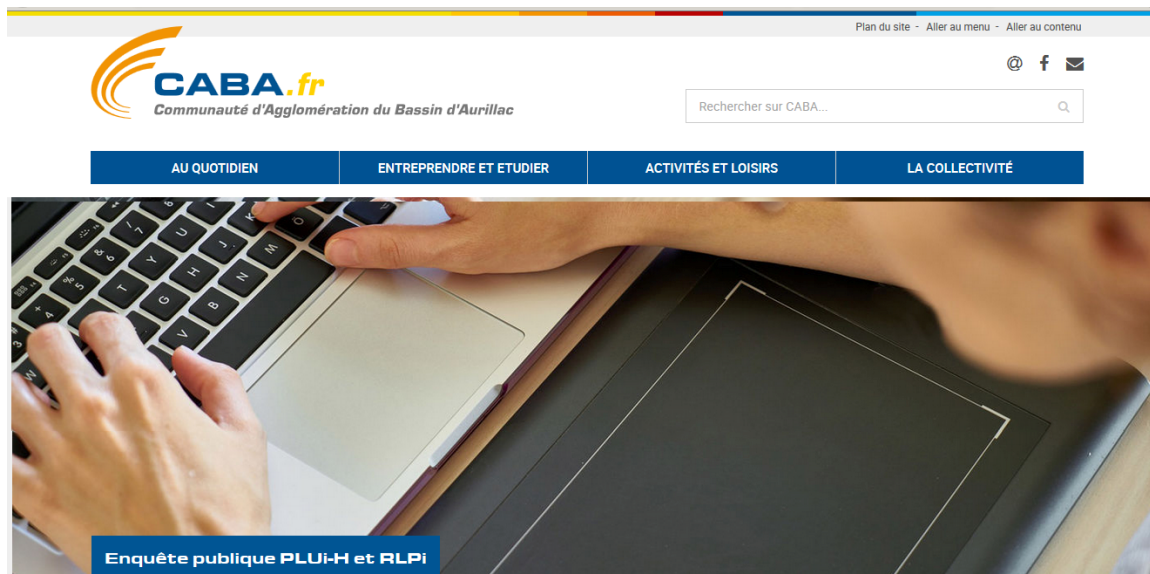 Plan du site - Aller au menu - Aller au contenu
CABA.fr
Communauté d'Agglomération du Bassin d'Aurillac
@ f
Rechercher sur CABA...
AU QUOTIDIEN ENTREPRENDRE ET ETUDIER ACTIVITÉS ET LOISIRS LA COLLECTIVITÉ
Enquête publique PLUi-H et RLPi